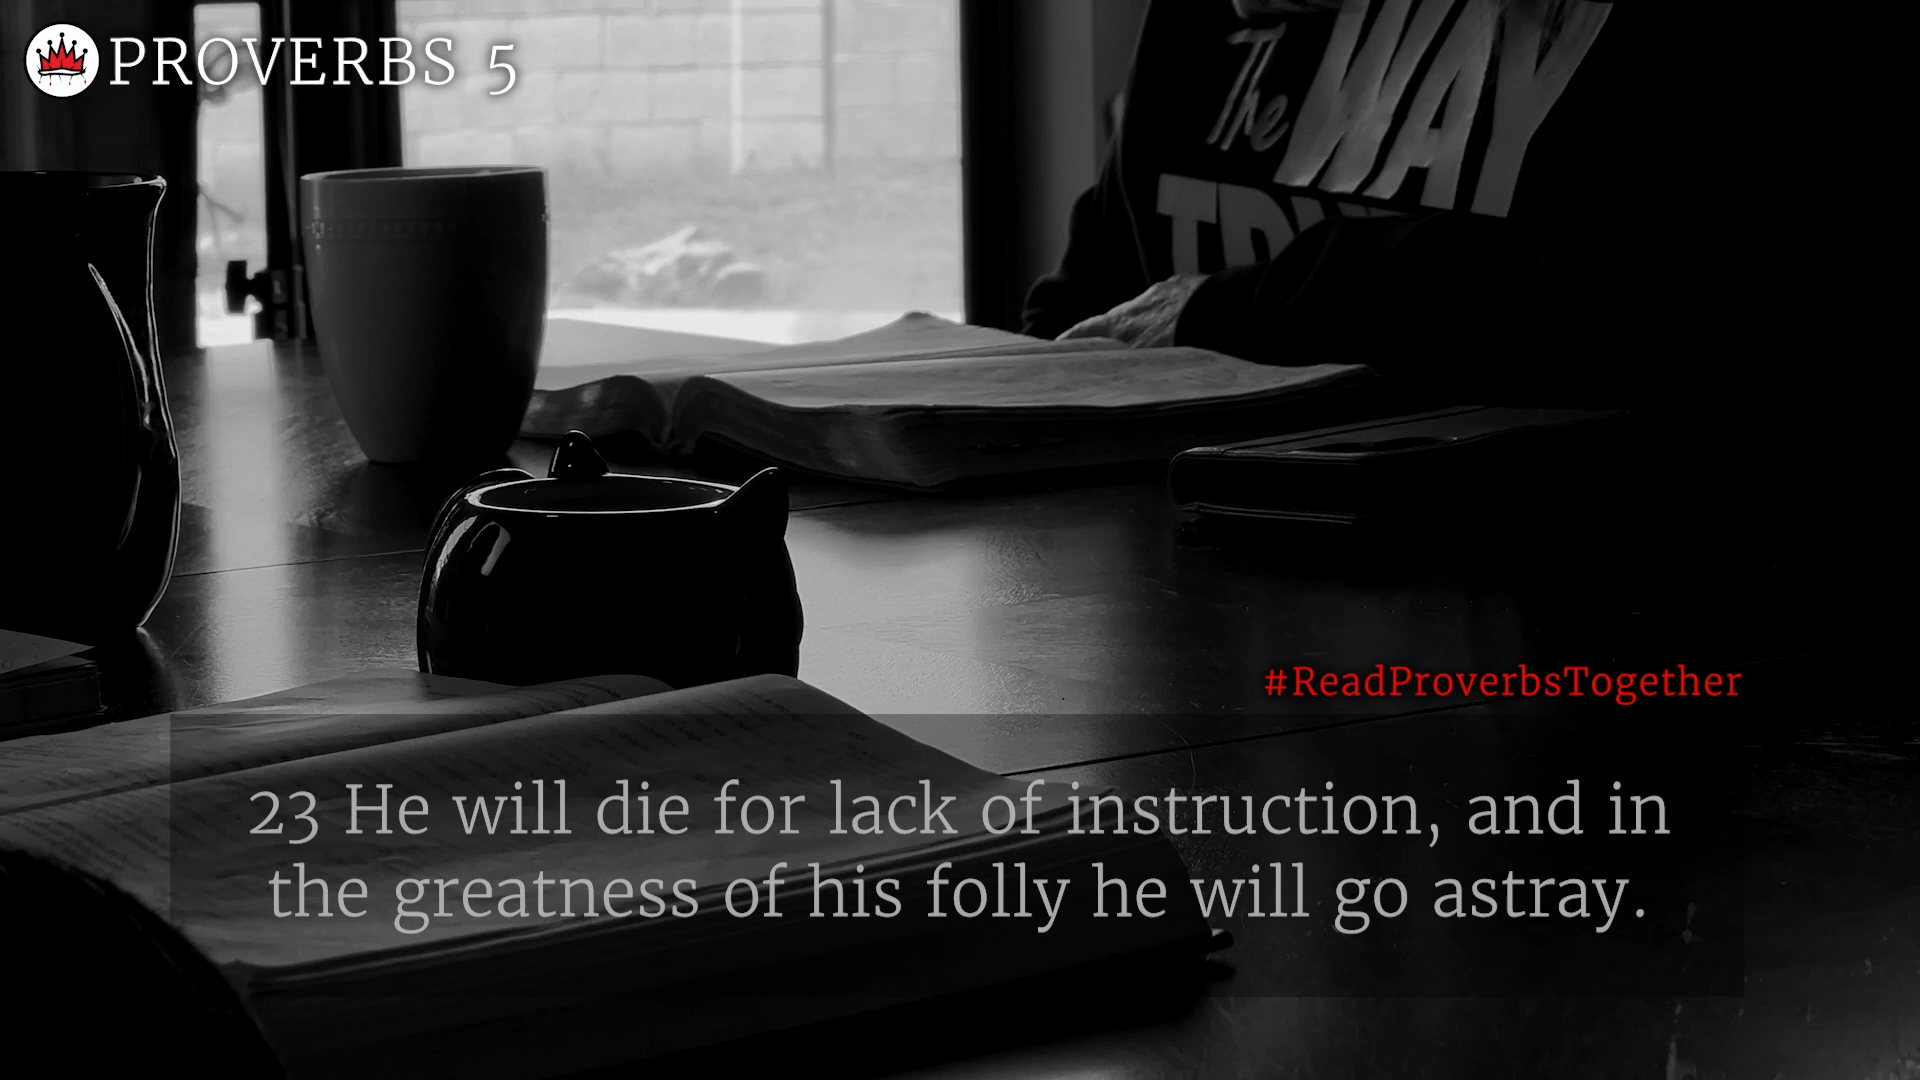 PROVERBS 5
The WAY
#ReadProverbsTogether
23 He will die for lack of instruction, and in
the greatness of his folly he will go astray.